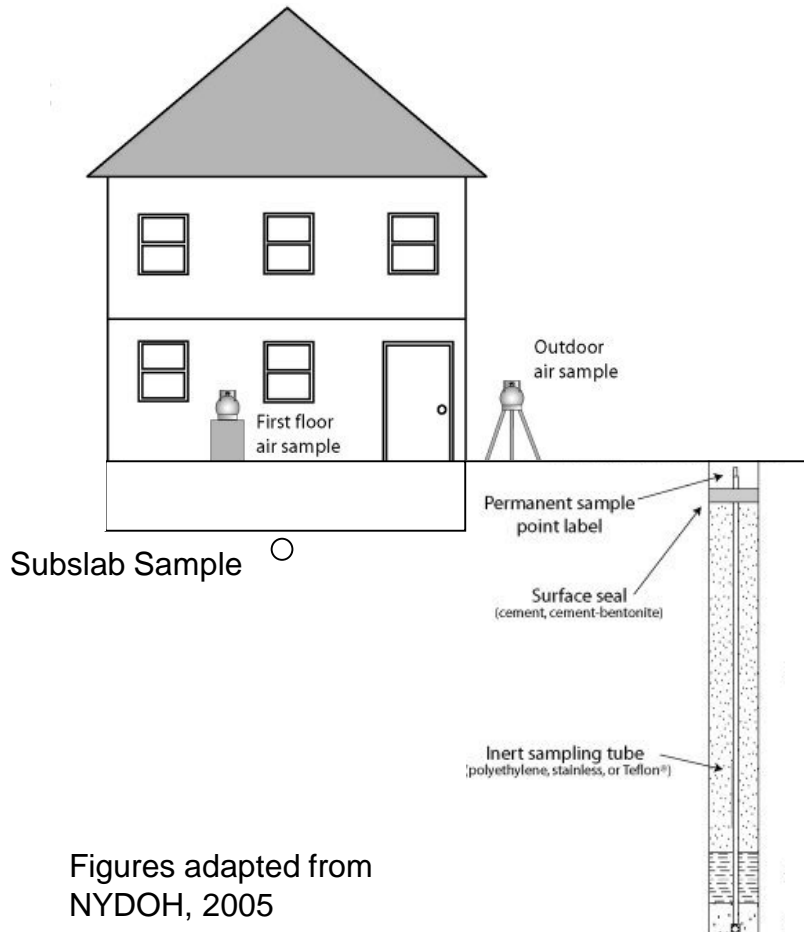 Outdoor
air sample
First floor
air sample
Permanent sample
point label
Subslab Sample
Surface seal
(cement, cement-bentonite)
Inert sampling tube
(polyethylene, stainless, or Teflon®)
Figures adapted from
NYDOH, 2005